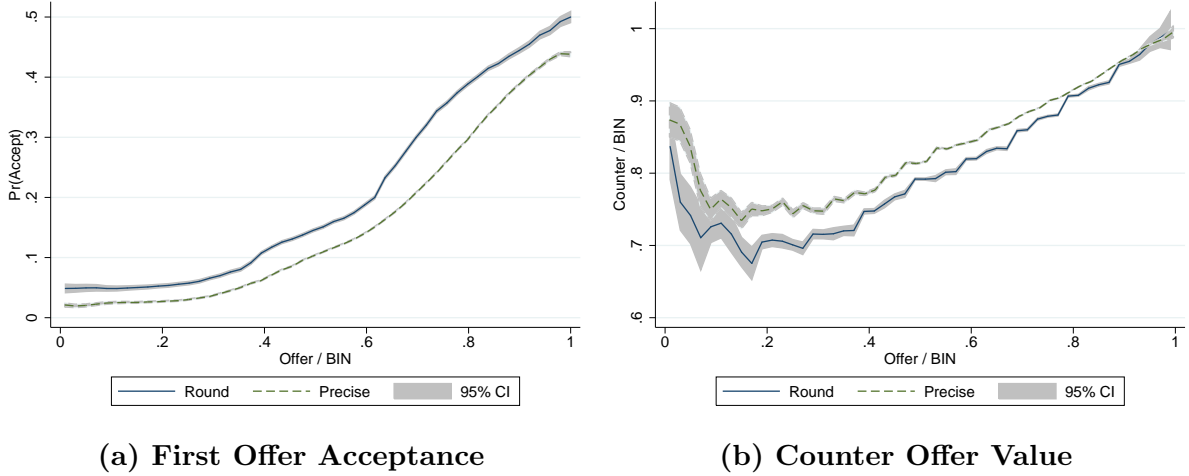 Pr(Accept)
.5
.4
.3
.2
.1
0
0 .2 .4 .6 .8 1
Offer / BIN
Round Precise 95% CI
(a) First Offer Acceptance
Counter / BIN
1
.9
.8
.7
.6
0 .2 .4 .6 .8 1
Offer / BIN
Round Precise 95% CI
(b) Counter Offer Value